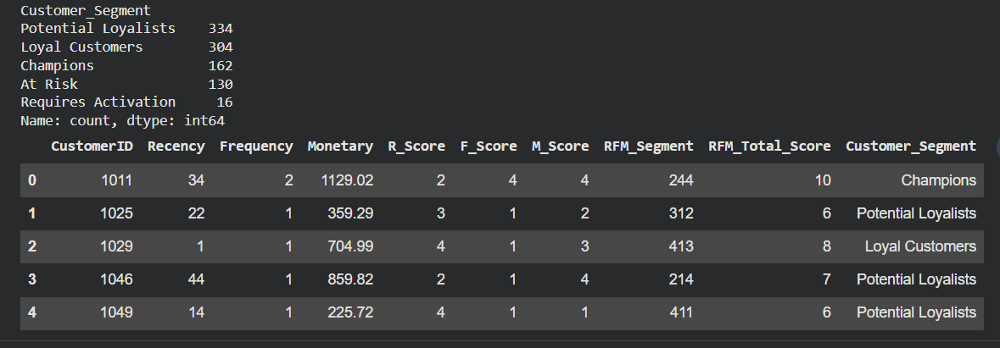 Customer_Segment
Potential Loyalists 334
Loyal Customers 304
Champions 162
At Risk 130
Requires Activation 16
Name: count, dtype: int64
CustomerID Recency Frequency Monetary R_Score F_Score M_Score RFM_Segment RFM_Total_Score Customer_Segment
0 1011 34 2 1129.02 2 4 4 244 10 Champions
1 1025 22 1 359.29 3 1 2 312 6 Potential Loyalists
2 1029 1 1 704.99 4 1 3 413 8 Loyal Customers
3 1046 44 1 859.82 2 1 4 214 7 Potential Loyalists
4 1049 14 1 225.72 4 1 1 411 6 Potential Loyalists